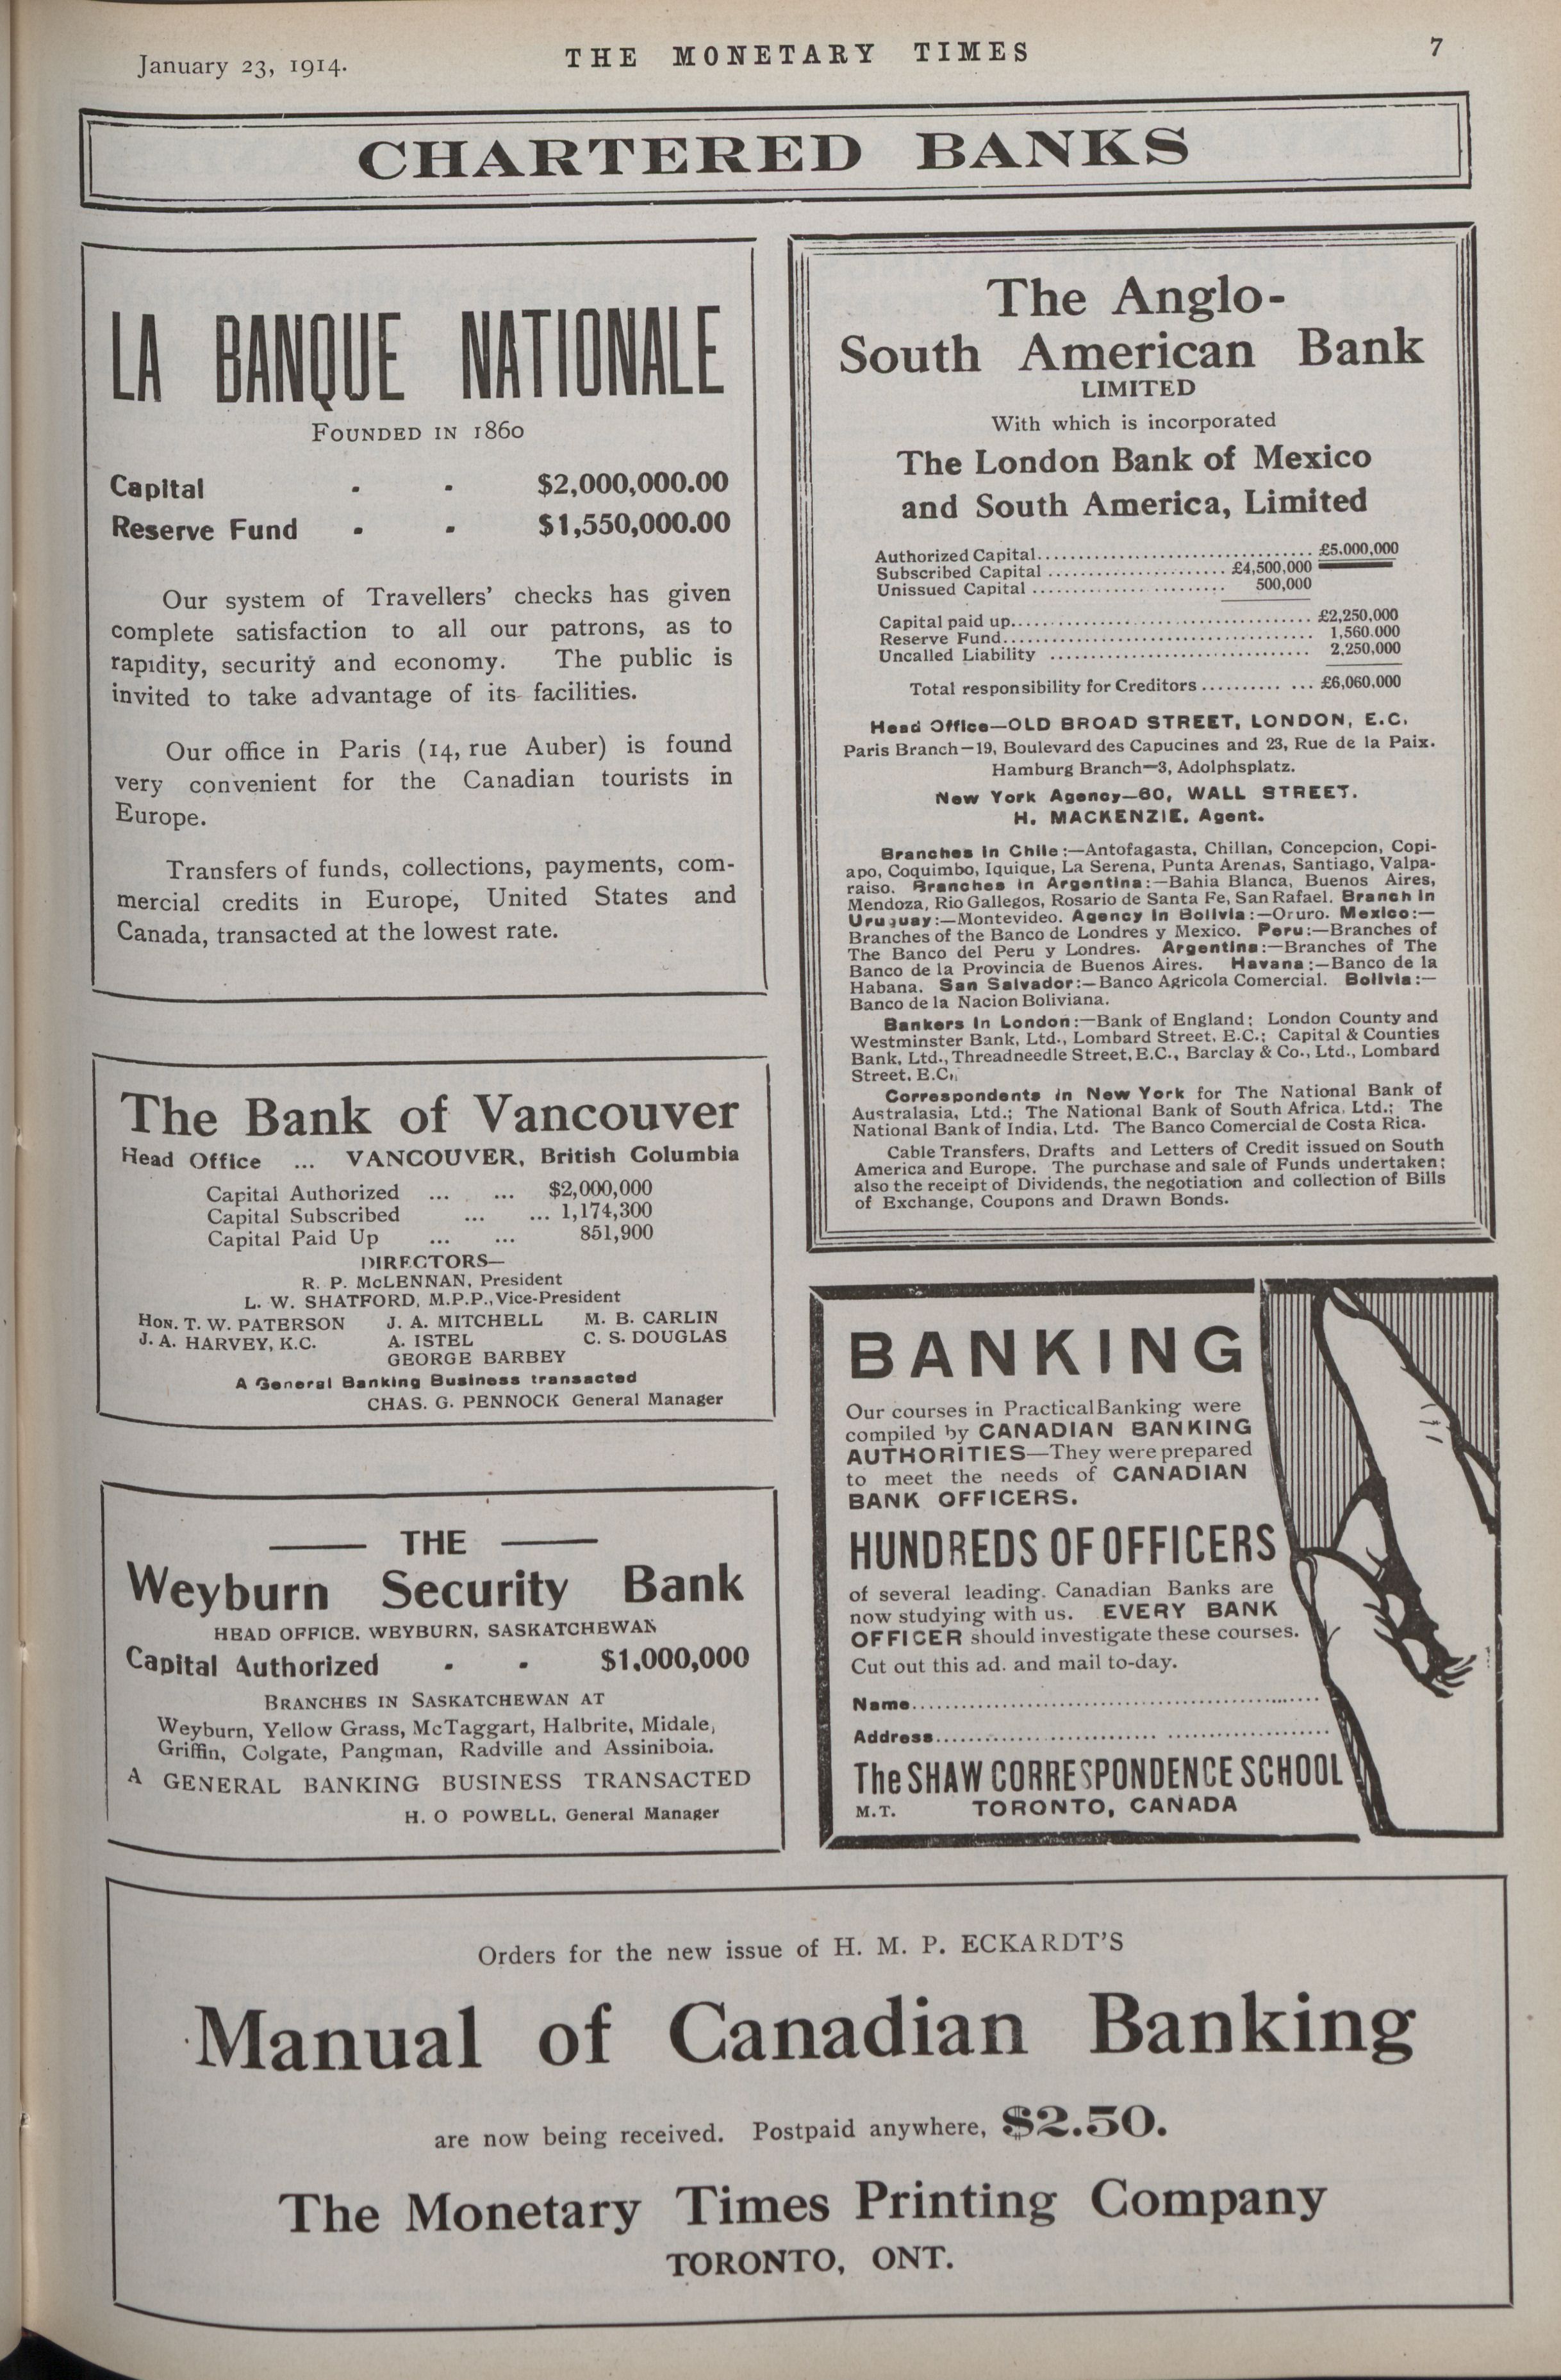 January 23, 1914.
THE MONETARY TIMES
7
CHARTERED BANKS
LA BANQUE NATIONALE
FOUNDED IN 1860
Capital - - $2,000,000.00
Reserve Fund - - $1,550,000.00
Our system of Travellers' checks has given
complete satisfaction to all our patrons, as to
rapidity, security and economy. The public is
invited to take advantage of its facilities.
Our office in Paris (14, rue Auber) is found
very convenient for the Canadian tourists in
Europe.
Transfers of funds, collections, payments, com-
mercial credits in Europe, United States and
Canada, transacted at the lowest rate.
The Bank of Vancouver
Head Office ... VANCOUVER, British Columbia
Capital Authorized ... ... $2,000,000
Capital Subscribed ... ... 1,174,300
Capital Paid Up ... ... 851,900
DIRECTORS—
R. P. McLENNAN, President
L. W. SHATFORD, M.P.P., Vice-President
HON. T. W. PATERSON J. A. MITCHELL M. B. CARLIN
J. A. HARVEY, K.C. A. ISTEL C. S. DOUGLAS
GEORGE BARBEY
A General Banking Business transacted
CHAS. G. PENNOCK General Manager
THE
Weyburn Security Bank
HEAD OFFICE. WEYBURN, SASKATCHEWAN
Capital Authorized - - $1,000,000
BRANCHES IN SASKATCHEWAN AT
Weyburn, Yellow Grass, McTaggart, Halbrite, Midale,
Griffin, Colgate, Pangman, Radville and Assiniboia.
A GENERAL BANKING BUSINESS TRANSACTED
H. O POWELL, General Manager
The Anglo-
South American Bank
LIMITED
With which is incorporated
The London Bank of Mexico
and South America, Limited
Authorized Capital................................. £5,000,000
Subscribed Capital ........................ £4,500,000
Unissued Capital .......................... 500,000
Capital paid up.................................... £2,250,000
Reserve Fund...................................... 1,560.000
Uncalled Liability ................................ 2,250,000
Total responsibility for Creditors .......... ... £6,060,000
Head Office—OLD BROAD STREET, LONDON, E.C.
Paris Branch—19, Boulevard des Capucines and 23, Rue de la Paix.
Hamburg Branch—3, Adolphsplatz.
New York Agency—60, WALL STREET.
H. MACKENZIE, Agent.
Branches in Chile:—Antofagasta, Chillan, Concepcion, Copi-
apo, Coquimbo, Iquique, La Serena, Punta Arenas, Santiago, Valpa-
raiso. Branches in Argentina:—Bahia Blanca, Buenos Aires,
Mendoza, Rio Gallegos, Rosario de Santa Fe, San Rafael. Branch in
Uruguay:—Montevideo. Agency in Bolivia:—Oruro. Mexico:—
Branches of the Banco de Londres y Mexico. Peru:—Branches of
The Banco del Peru y Londres. Argentina:—Branches of The
Banco de la Provincia de Buenos Aires. Havana:—Banco de la
Habana. San Salvador:—Banco Agricola Comercial. Bolivia:—
Banco de la Nacion Boliviana.
Bankers in London:—Bank of England; London County and
Westminster Bank, Ltd., Lombard Street, E.C.; Capital & Counties
Bank, Ltd., Threadneedle Street, E.C., Barclay & Co., Ltd., Lombard
Street, E.C.
Correspondents in New York for The National Bank of
Australasia, Ltd.; The National Bank of South Africa, Ltd.; The
National Bank of India, Ltd. The Banco Comercial de Costa Rica.
Cable Transfers, Drafts and Letters of Credit issued on South
America and Europe. The purchase and sale of Funds undertaken;
also the receipt of Dividends, the negotiation and collection of Bills
of Exchange, Coupons and Drawn Bonds.
BANKING
Our courses in Practical Banking were
compiled by CANADIAN BANKING
AUTHORITIES—They were prepared
to meet the needs of CANADIAN
BANK OFFICERS.
HUNDREDS OF OFFICERS
of several leading. Canadian Banks are
now studying with us. EVERY BANK
OFFICER should investigate these courses.
Cut out this ad. and mail to-day.
Name..................................................
Address...............................................
The SHAW CORRESPONDENCE SCHOOL
M.T. TORONTO, CANADA
Orders for the new issue of H. M. P. ECKARDT'S
Manual of Canadian Banking
are now being received. Postpaid anywhere, $2.50.
The Monetary Times Printing Company
TORONTO, ONT.